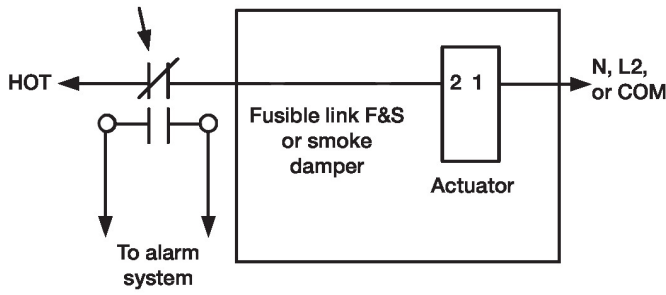 HOT
2 1
N, L2,
or COM
Fusible link F&S
or smoke
damper
Actuator
To alarm
system